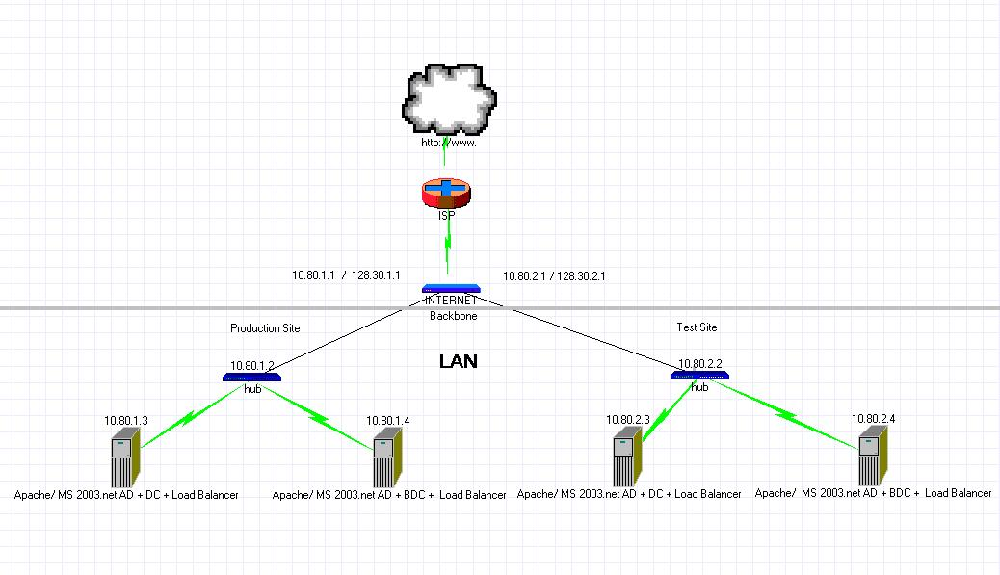 http://www.
ISP
10.80.1.1 / 128.30.1.1
10.80.2.1 / 128.30.2.1
INTERNET
Backbone
Production Site
Test Site
LAN
10.80.1.2
hub
10.80.2.2
hub
10.80.1.3
10.80.1.4
10.80.2.3
10.80.2.4
Apache/ MS 2003.net AD + DC + Load Balancer
Apache/ MS 2003.net AD + BDC + Load Balancer
Apache/ MS 2003.net AD + DC + Load Balancer
Apache/ MS 2003.net AD + BDC + Load Balancer